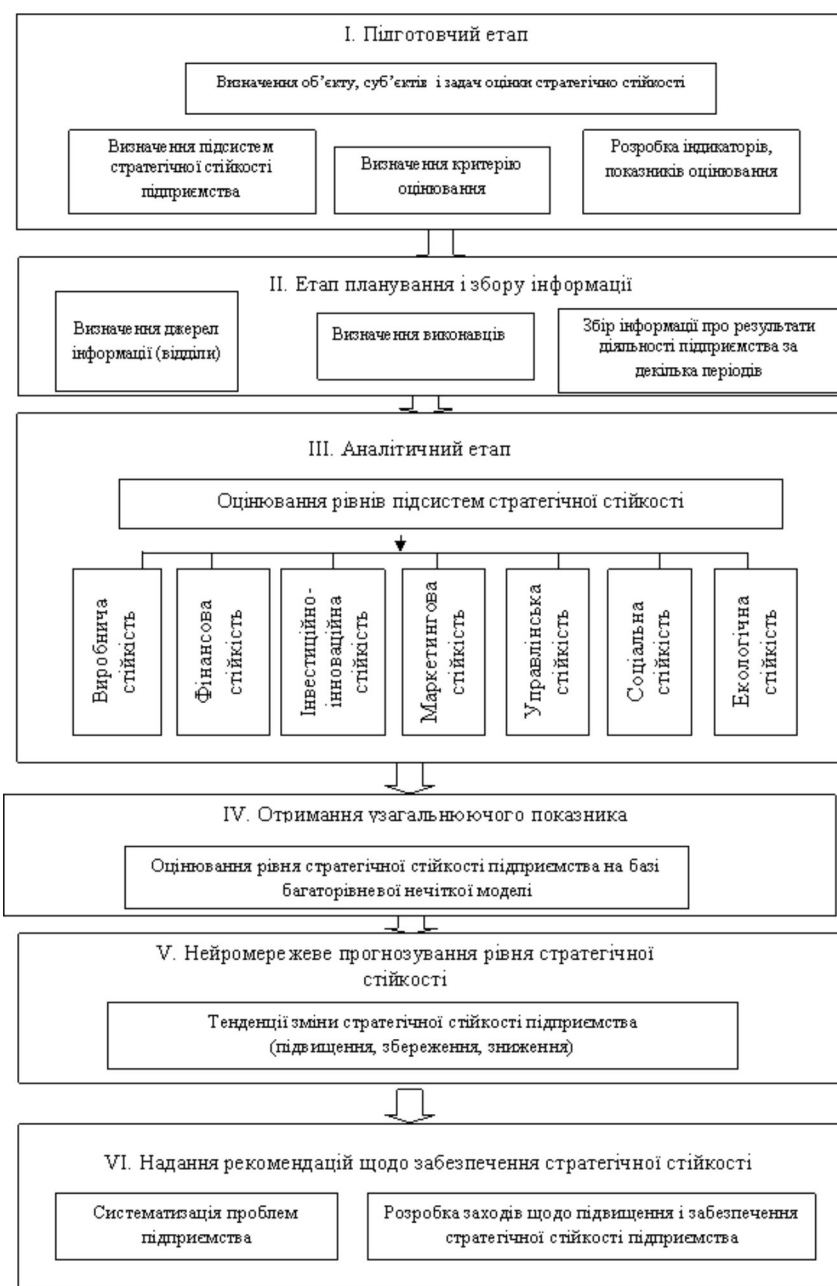 І. Підготовчий етап
Визначення об’єкту, суб’єктів і задач оцінки стратегічно стійкості
Визначення підсистем
стратегічної стійкості
підприємства
Визначення критерію
оцінювання
Розробка індикаторів,
показників оцінювання
ІІ. Етап планування і збору інформації
Визначення джерел
інформації (відділи)
Визначення виконавців
Збір інформації про результати
діяльності підприємства за
декілька періодів
ІІІ. Аналітичний етап
Оцінювання рівнів підсистем стратегічної стійкості
Виробнича
стійкість
Фінансова
стійкість
Інвестиційно-
інноваційна
стійкість
Маркетингова
стійкість
Управлінська
стійкість
Соціальна
стійкість
Екологічна
стійкість
IV. Отримання узагальнюючого показника
Оцінювання рівня стратегічної стійкості підприємства на базі
багаторівневої нечіткої моделі
V. Нейромережеве прогнозування рівня стратегічної
стійкості
Тенденції зміни стратегічної стійкості підприємства
(підвищення, збереження, зниження)
VI. Надання рекомендацій щодо забезпечення стратегічної стійкості
Систематизація проблем
підприємства
Розробка заходів щодо підвищення і забезпечення
стратегічної стійкості підприємства